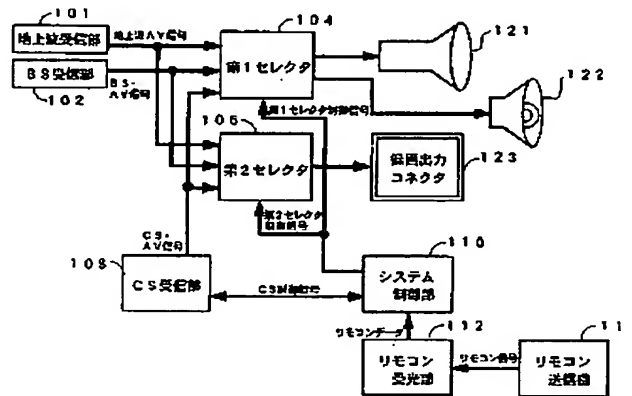 101
地上波受信部
地上波AV信号
104
第1セレクタ
121
BS受信部
102
BS-
AV信号
122
第1セレクタ制御信号
105
第2セレクタ
録画出力
コネクタ
123
第2セレクタ
制御信号
CS-
AV信号
108
CS受信部
CS制御信号
110
システム
制御部
リモコンデータ
112
リモコン
受光部
リモコン信号
11
リモコン
送信部